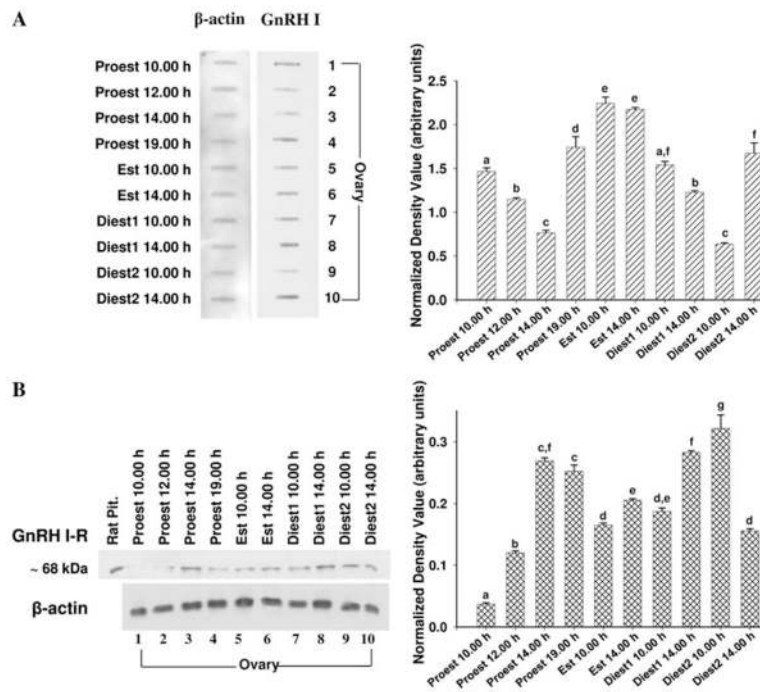 A
β-actin GnRH I
Proest 10.00 h 1
Proest 12.00 h 2
Proest 14.00 h 3
Proest 19.00 h 4
Est 10.00 h 5
Est 14.00 h 6
Diest1 10.00 h 7
Diest1 14.00 h 8
Diest2 10.00 h 9
Diest2 14.00 h 10
Ovary
Normalized Density Value (arbitrary units)
2.5
2.0
1.5
1.0
0.5
0.0
a b c d e e a,f b c f
Proest 10.00 h
Proest 12.00 h
Proest 14.00 h
Proest 19.00 h
Est 10.00 h
Est 14.00 h
Diest1 10.00 h
Diest1 14.00 h
Diest2 10.00 h
Diest2 14.00 h
B
Rat Pit.
Proest 10.00 h
Proest 12.00 h
Proest 14.00 h
Proest 19.00 h
Est 10.00 h
Est 14.00 h
Diest1 10.00 h
Diest1 14.00 h
Diest2 10.00 h
Diest2 14.00 h
GnRH I-R
~ 68 kDa
β-actin
1 2 3 4 5 6 7 8 9 10
Ovary
Normalized Density Value (arbitrary units)
0.3
0.2
0.1
0.0
a b c,f c d e d,e f g d
Proest 10.00 h
Proest 12.00 h
Proest 14.00 h
Proest 19.00 h
Est 10.00 h
Est 14.00 h
Diest1 10.00 h
Diest1 14.00 h
Diest2 10.00 h
Diest2 14.00 h